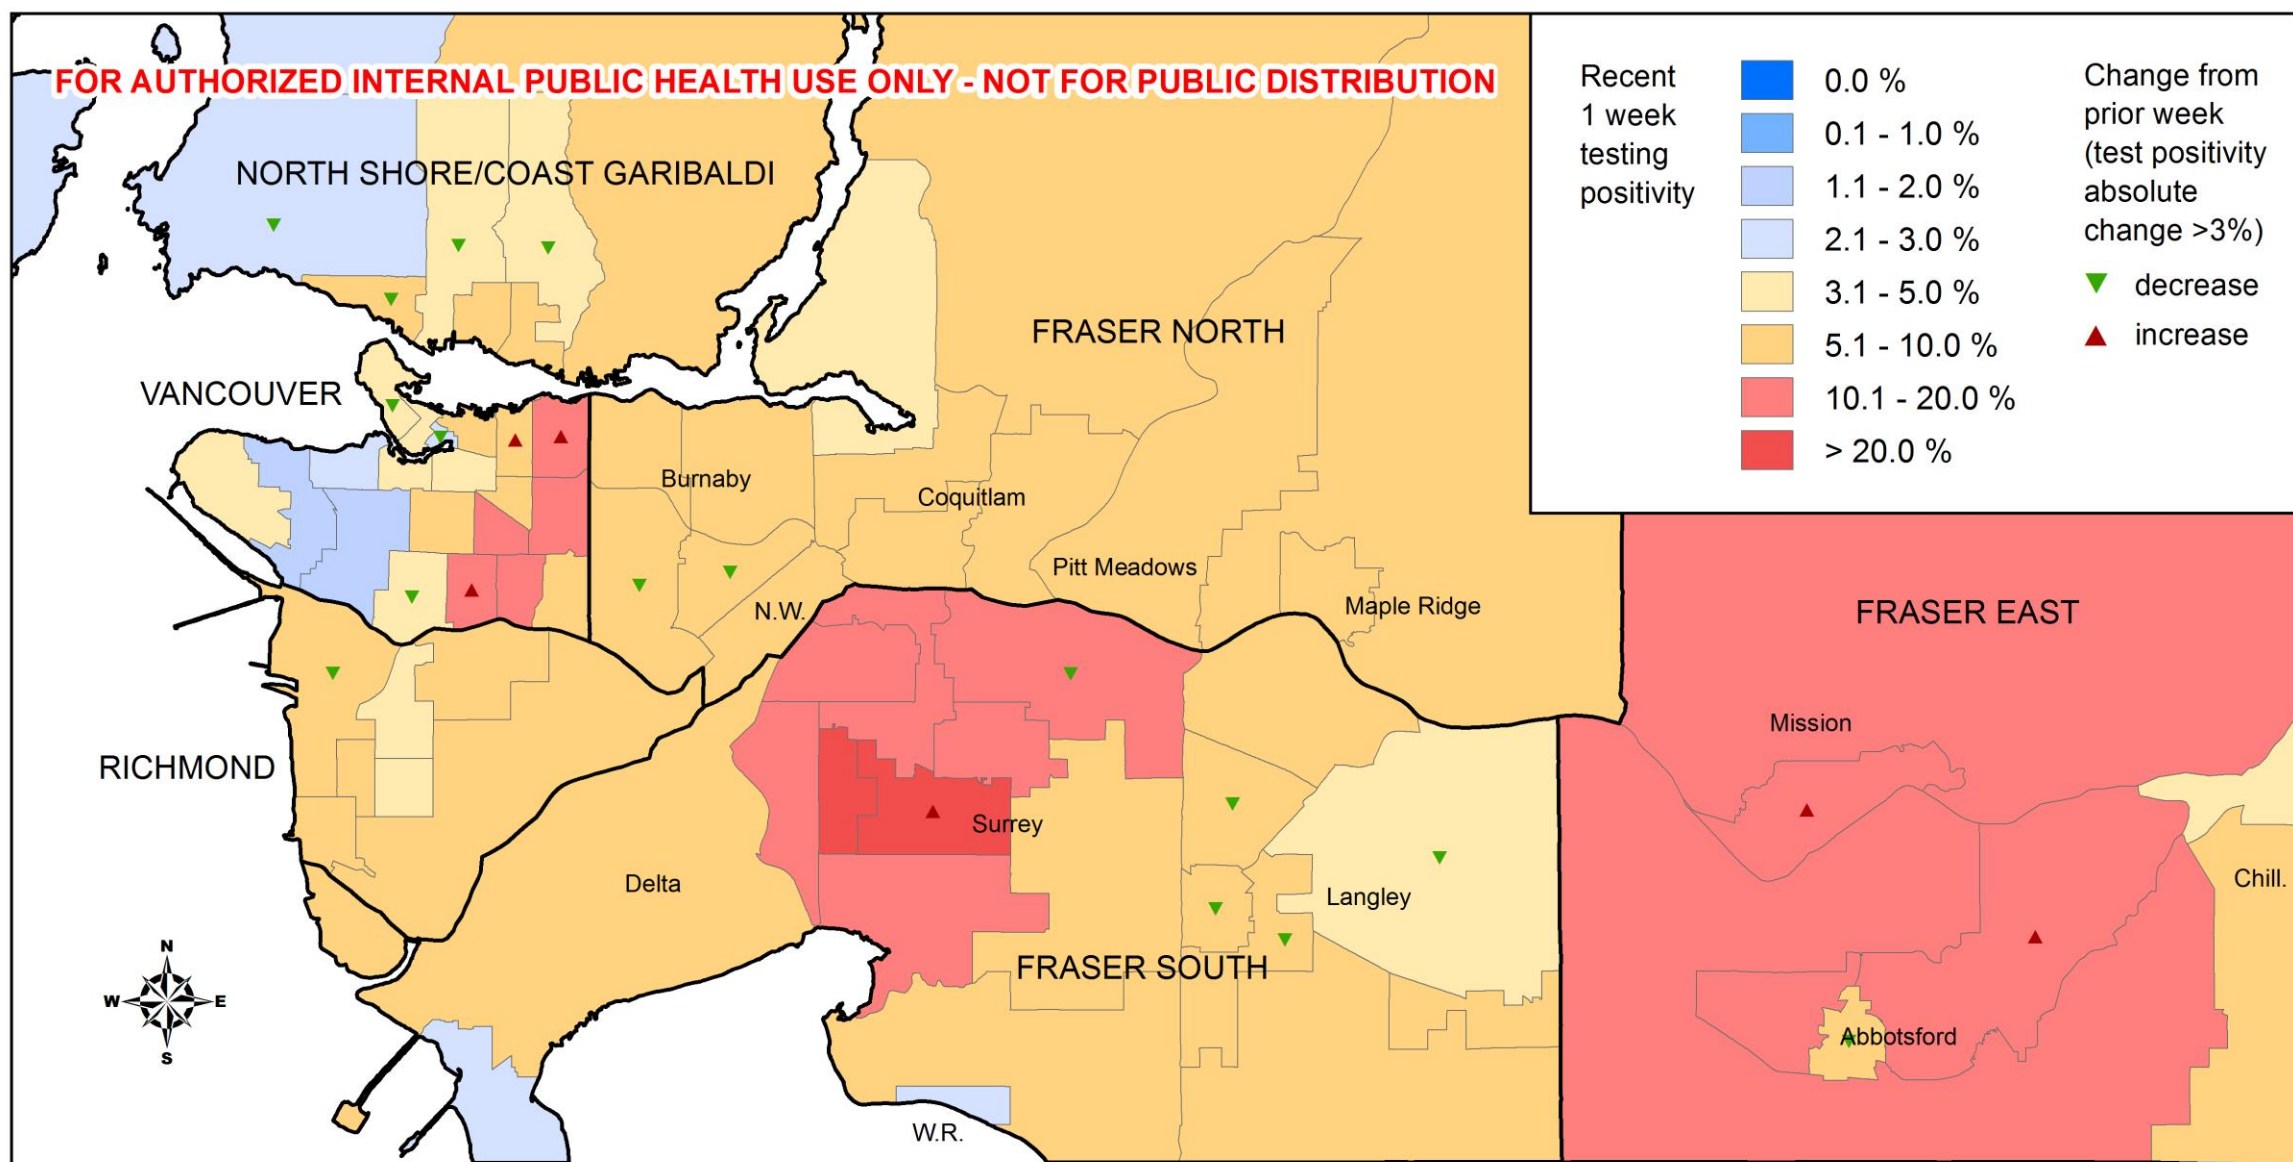 FOR AUTHORIZED INTERNAL PUBLIC HEALTH USE ONLY - NOT FOR PUBLIC DISTRIBUTION
Recent
1 week
testing
positivity
0.0 %
0.1 - 1.0 %
1.1 - 2.0 %
2.1 - 3.0 %
3.1 - 5.0 %
5.1 - 10.0 %
10.1 - 20.0 %
> 20.0 %
Change from
prior week
(test positivity
absolute
change >3%)
decrease
increase
NORTH SHORE/COAST GARIBALDI
FRASER NORTH
VANCOUVER
Burnaby
Coquitlam
Pitt Meadows
N.W.
Maple Ridge
FRASER EAST
Mission
RICHMOND
Surrey
Delta
Langley
Chill.
FRASER SOUTH
Abbotsford
W.R.
N
W
E
S